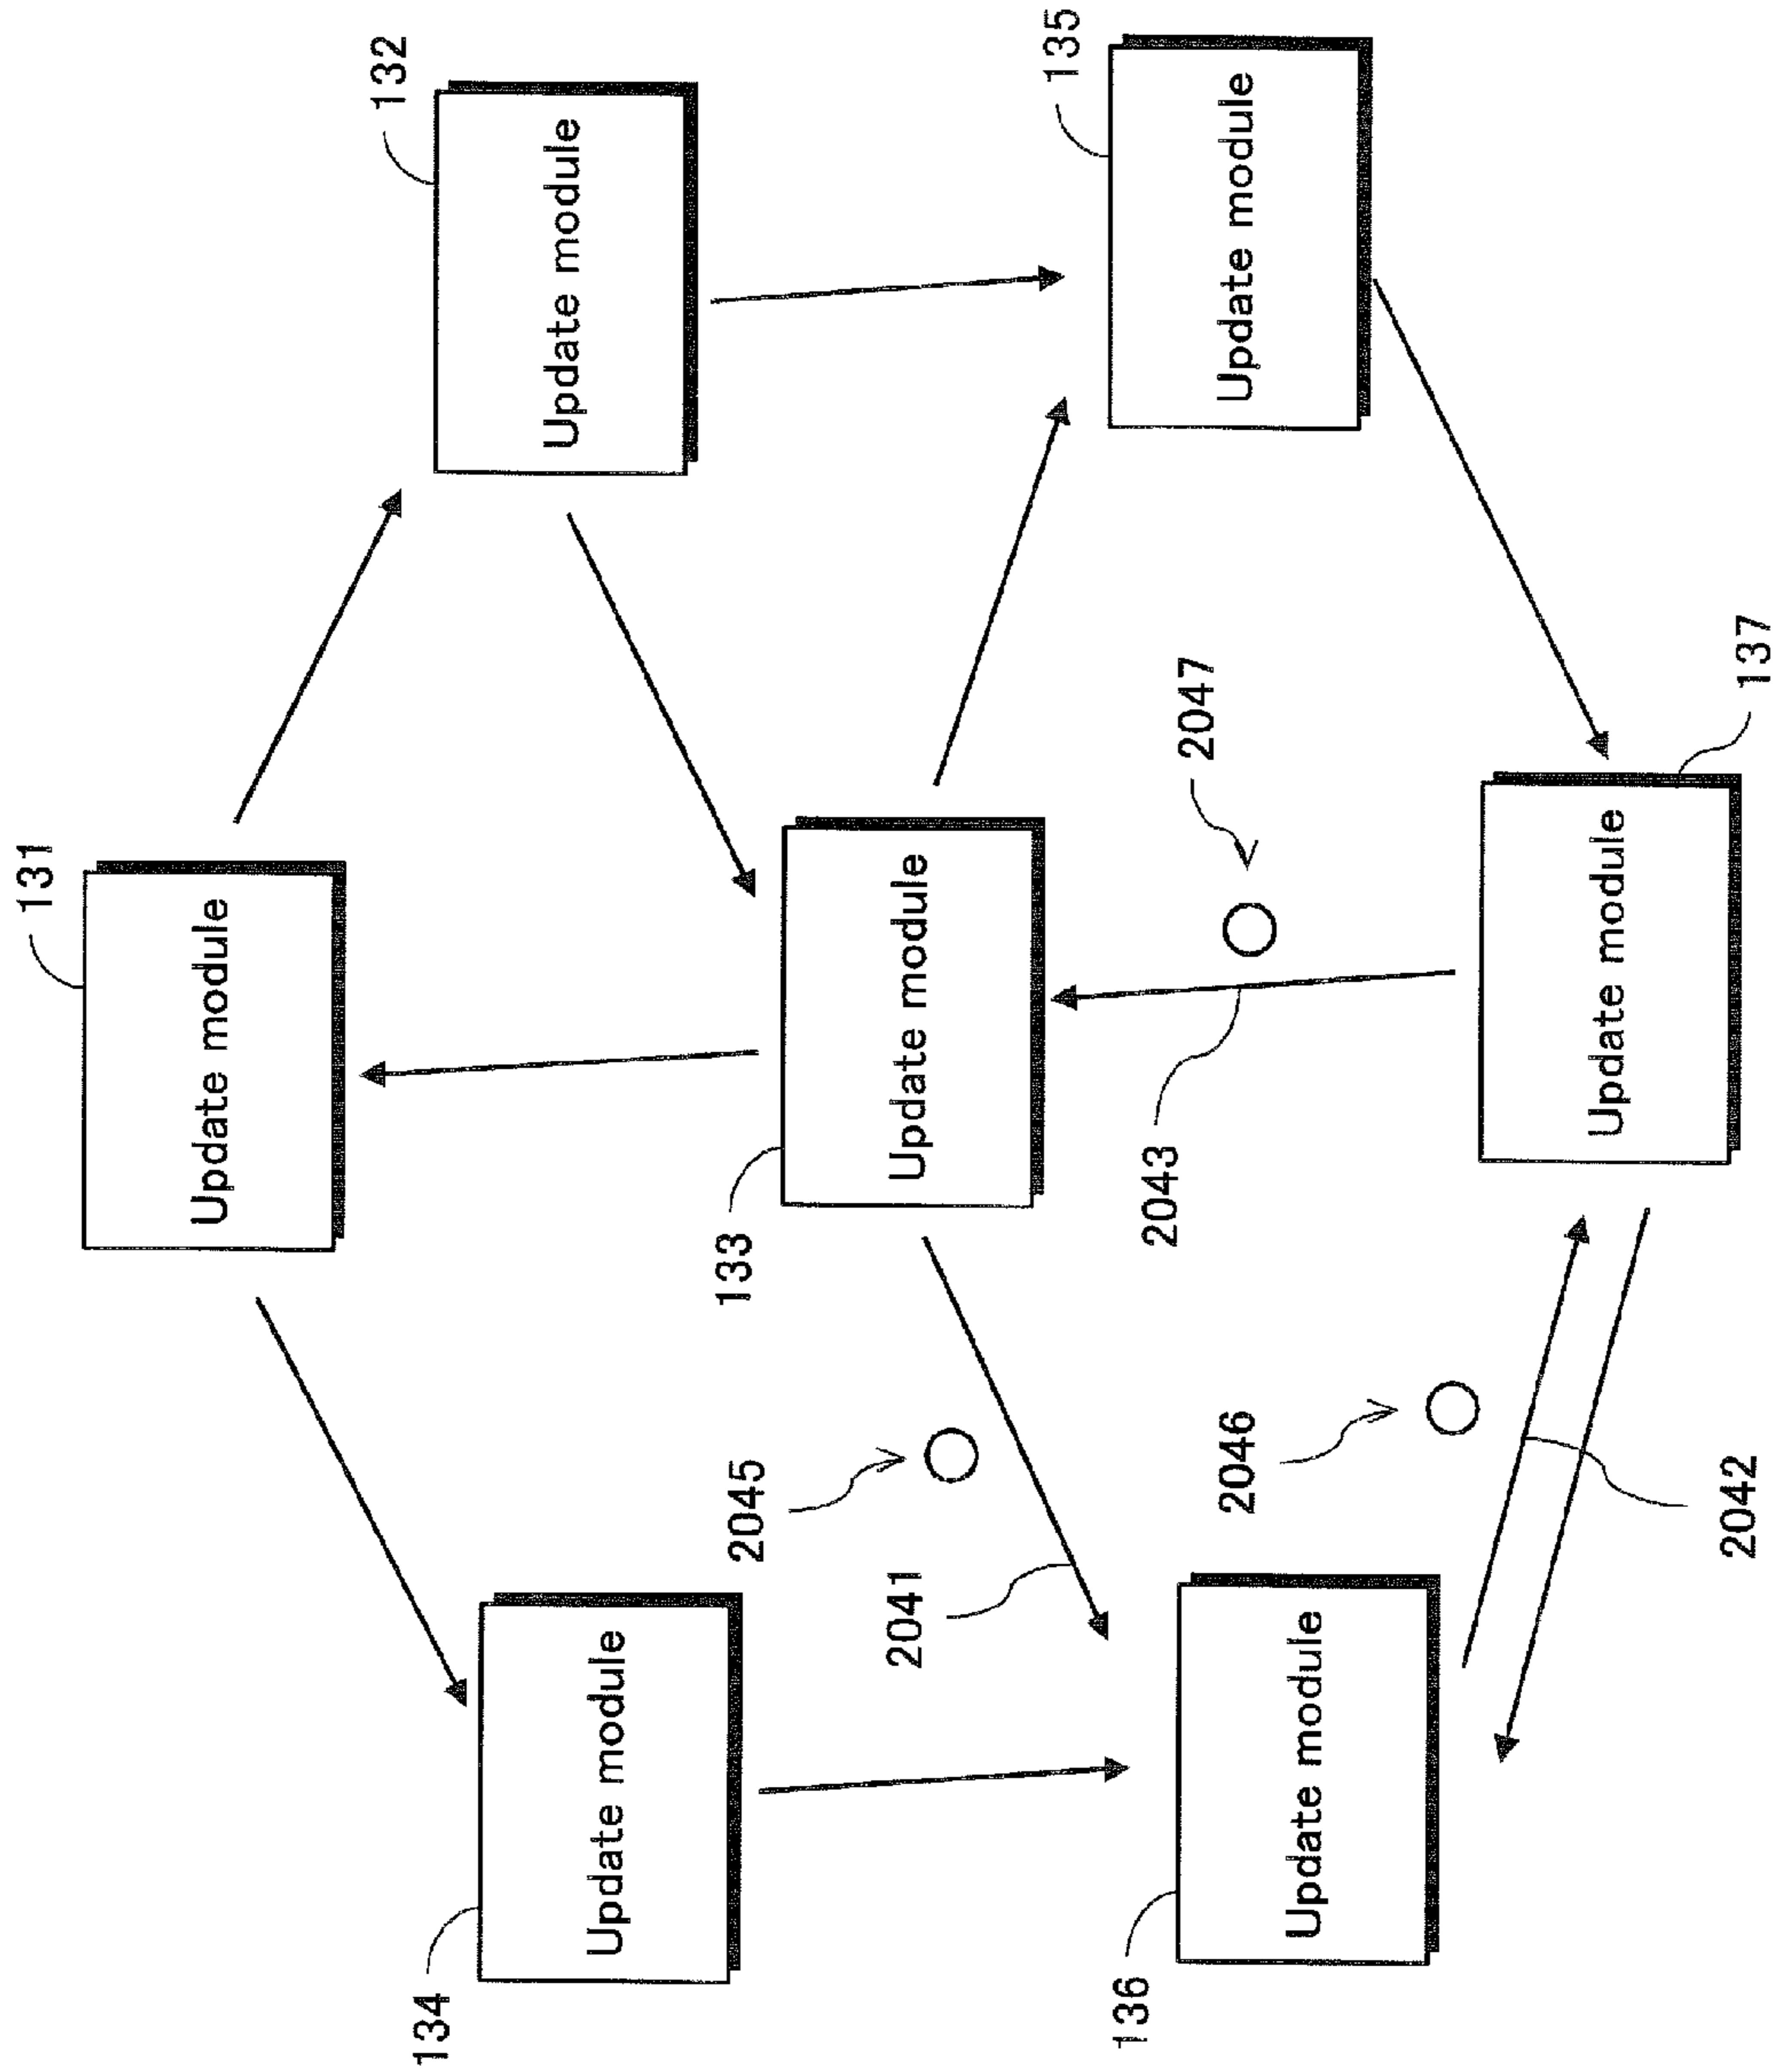 131
Update module
134
132
Update module
Update module
2045
133
2041
Update module
136
135
2043
2047
2046
Update module
Update module
Update module
2042
137